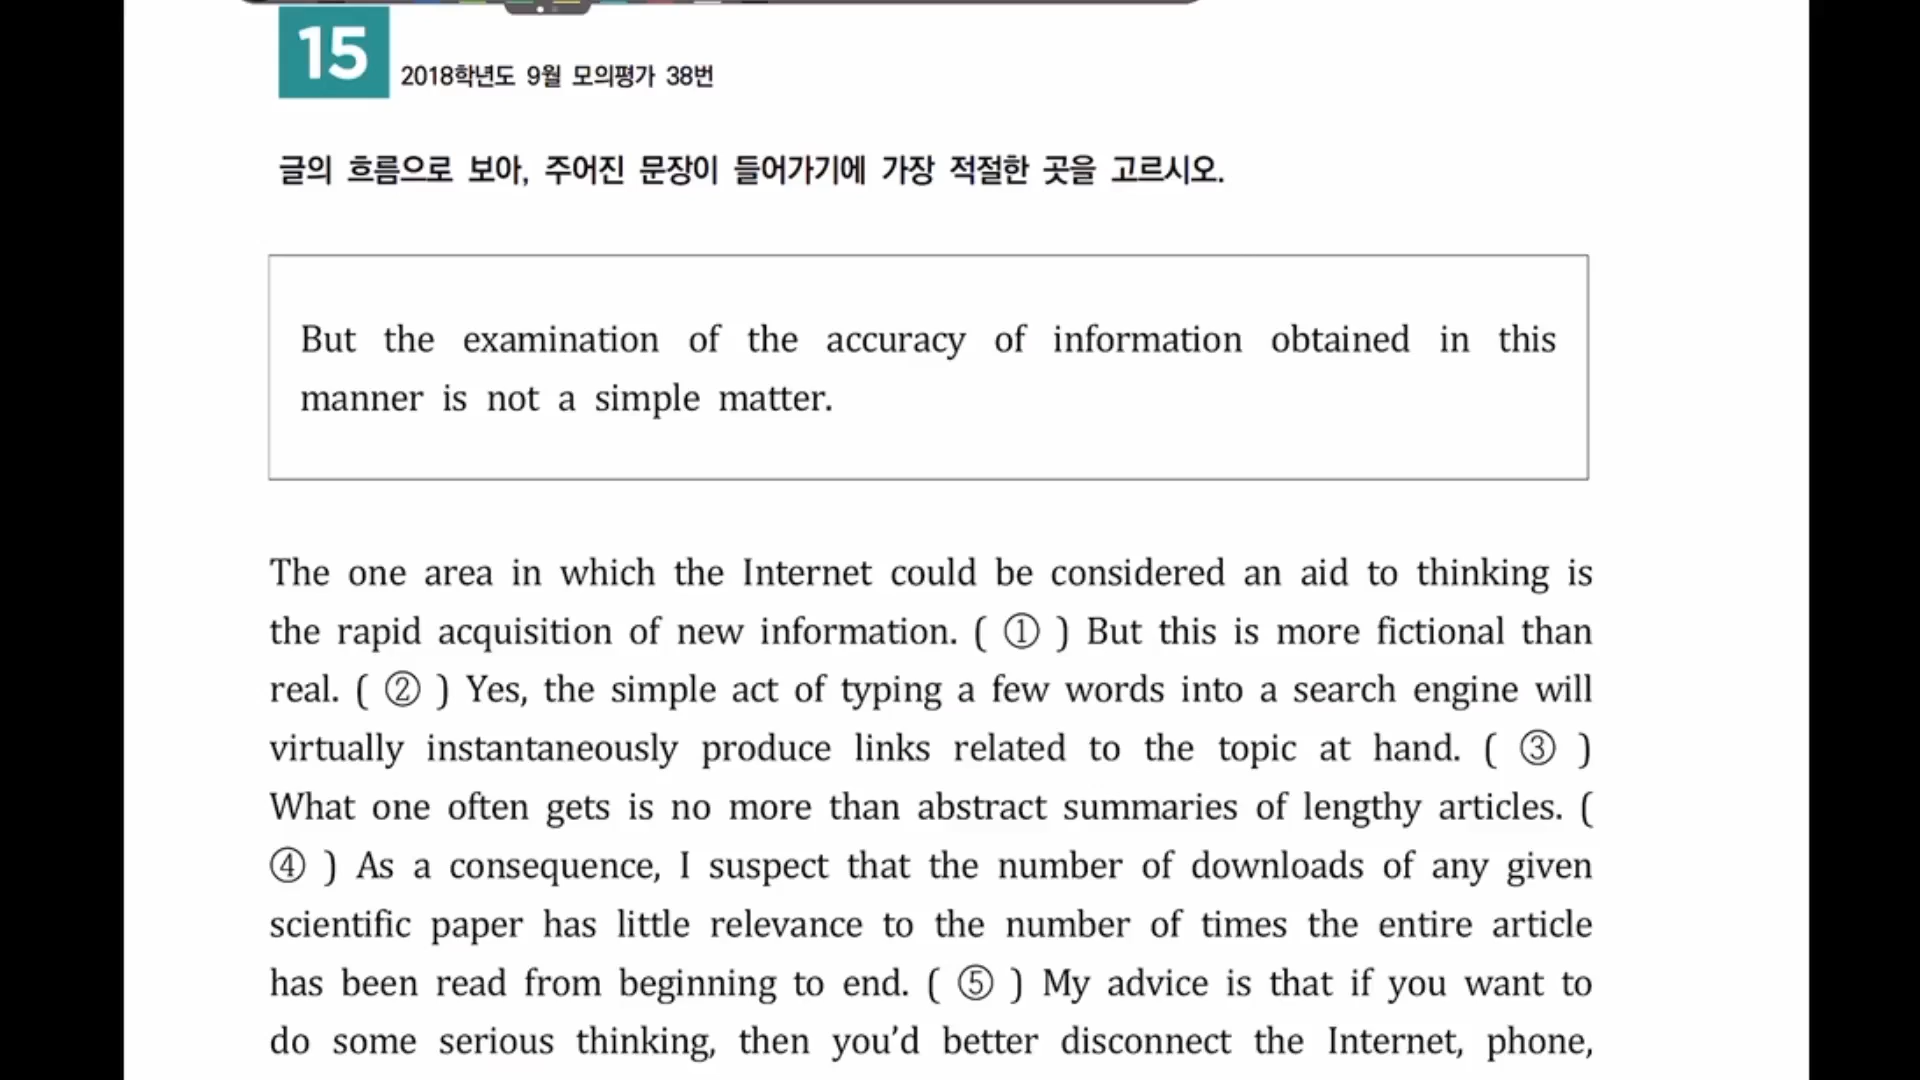 15
2018학년도 9월 모의평가 38번
글의 흐름으로 보아, 주어진 문장이 들어가기에 가장 적절한 곳을 고르시오.
But the examination of the accuracy of information obtained in this
manner is not a simple matter.
The one area in which the Internet could be considered an aid to thinking is
the rapid acquisition of new information. ( ① ) But this is more fictional than
real. ( ② ) Yes, the simple act of typing a few words into a search engine will
virtually instantaneously produce links related to the topic at hand. ( ③ )
What one often gets is no more than abstract summaries of lengthy articles. (
④ ) As a consequence, I suspect that the number of downloads of any given
scientific paper has little relevance to the number of times the entire article
has been read from beginning to end. ( ⑤ ) My advice is that if you want to
do some serious thinking, then you’d better disconnect the Internet, phone,